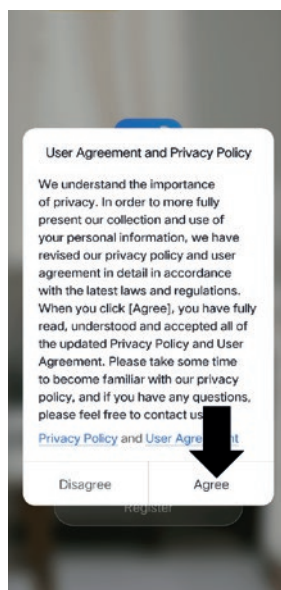 User Agreement and Privacy Policy
We understand the importance
of privacy. In order to more fully
present our collection and use of
your personal information, we have
revised our privacy policy and user
agreement in detail in accordance
with the latest laws and regulations.
When you click [Agree], you have fully
read, understood and accepted all of
the updated Privacy Policy and User
Agreement. Please take some time
to become familiar with our privacy
policy, and if you have any questions,
please feel free to contact us
Privacy Policy and User Agreement
Disagree Agree
Register